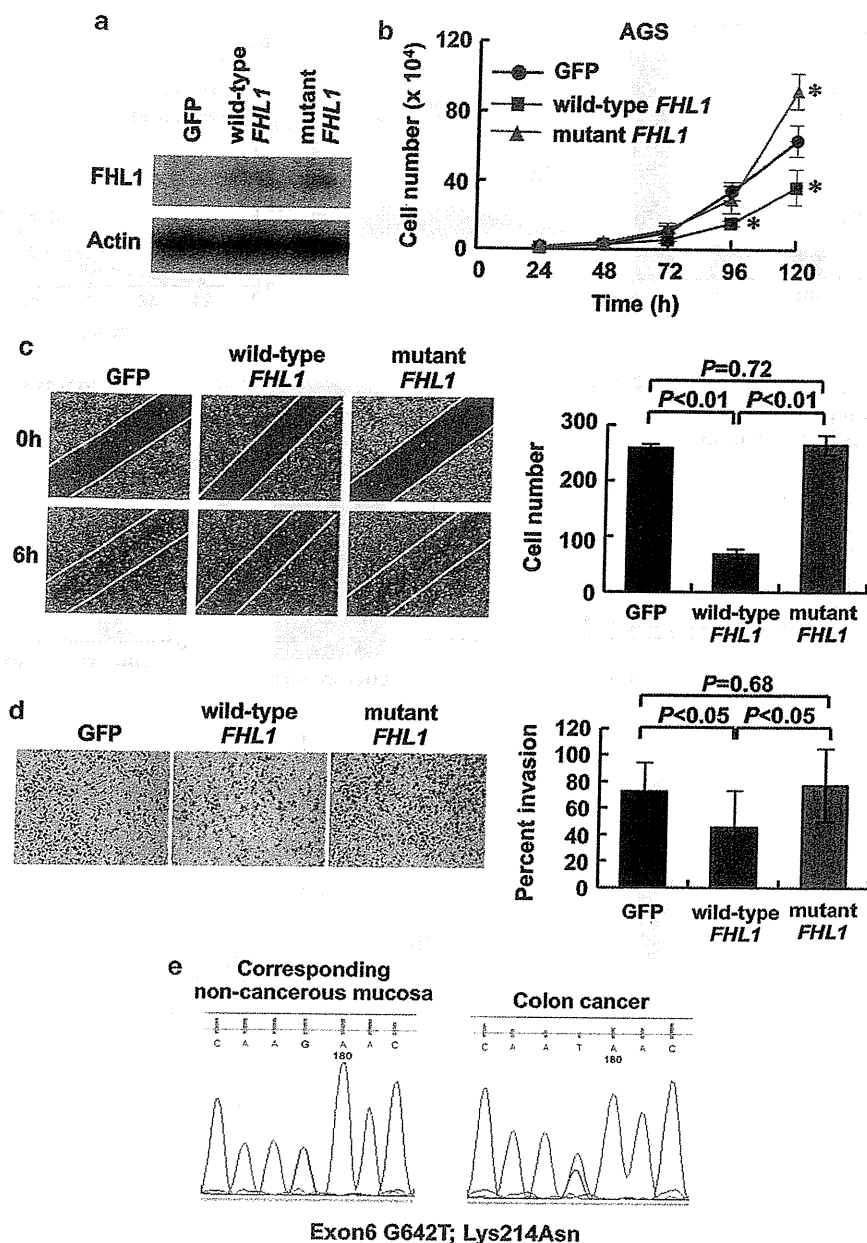 a
GFP
wild-type
FHL1
mutant
FHL1
FHL1
Actin
b
AGS
GFP
wild-type FHL1
mutant FHL1
Cell number (x 10⁴)
120
80
40
0
0 24 48 72 96 120
Time (h)
*
*
*
c
GFP
wild-type
FHL1
mutant
FHL1
0h
6h
P=0.72
P<0.01 P<0.01
Cell number
300
200
100
0
GFP
wild-type
FHL1
mutant
FHL1
d
GFP
wild-type
FHL1
mutant
FHL1
P=0.68
P<0.05 P<0.05
Percent invasion
120
100
80
60
40
20
0
GFP
wild-type
FHL1
mutant
FHL1
e
Corresponding
non-cancerous mucosa
C A A G A A C
180
Colon cancer
C A A T A A C
180
Exon6 G642T; Lys214Asn